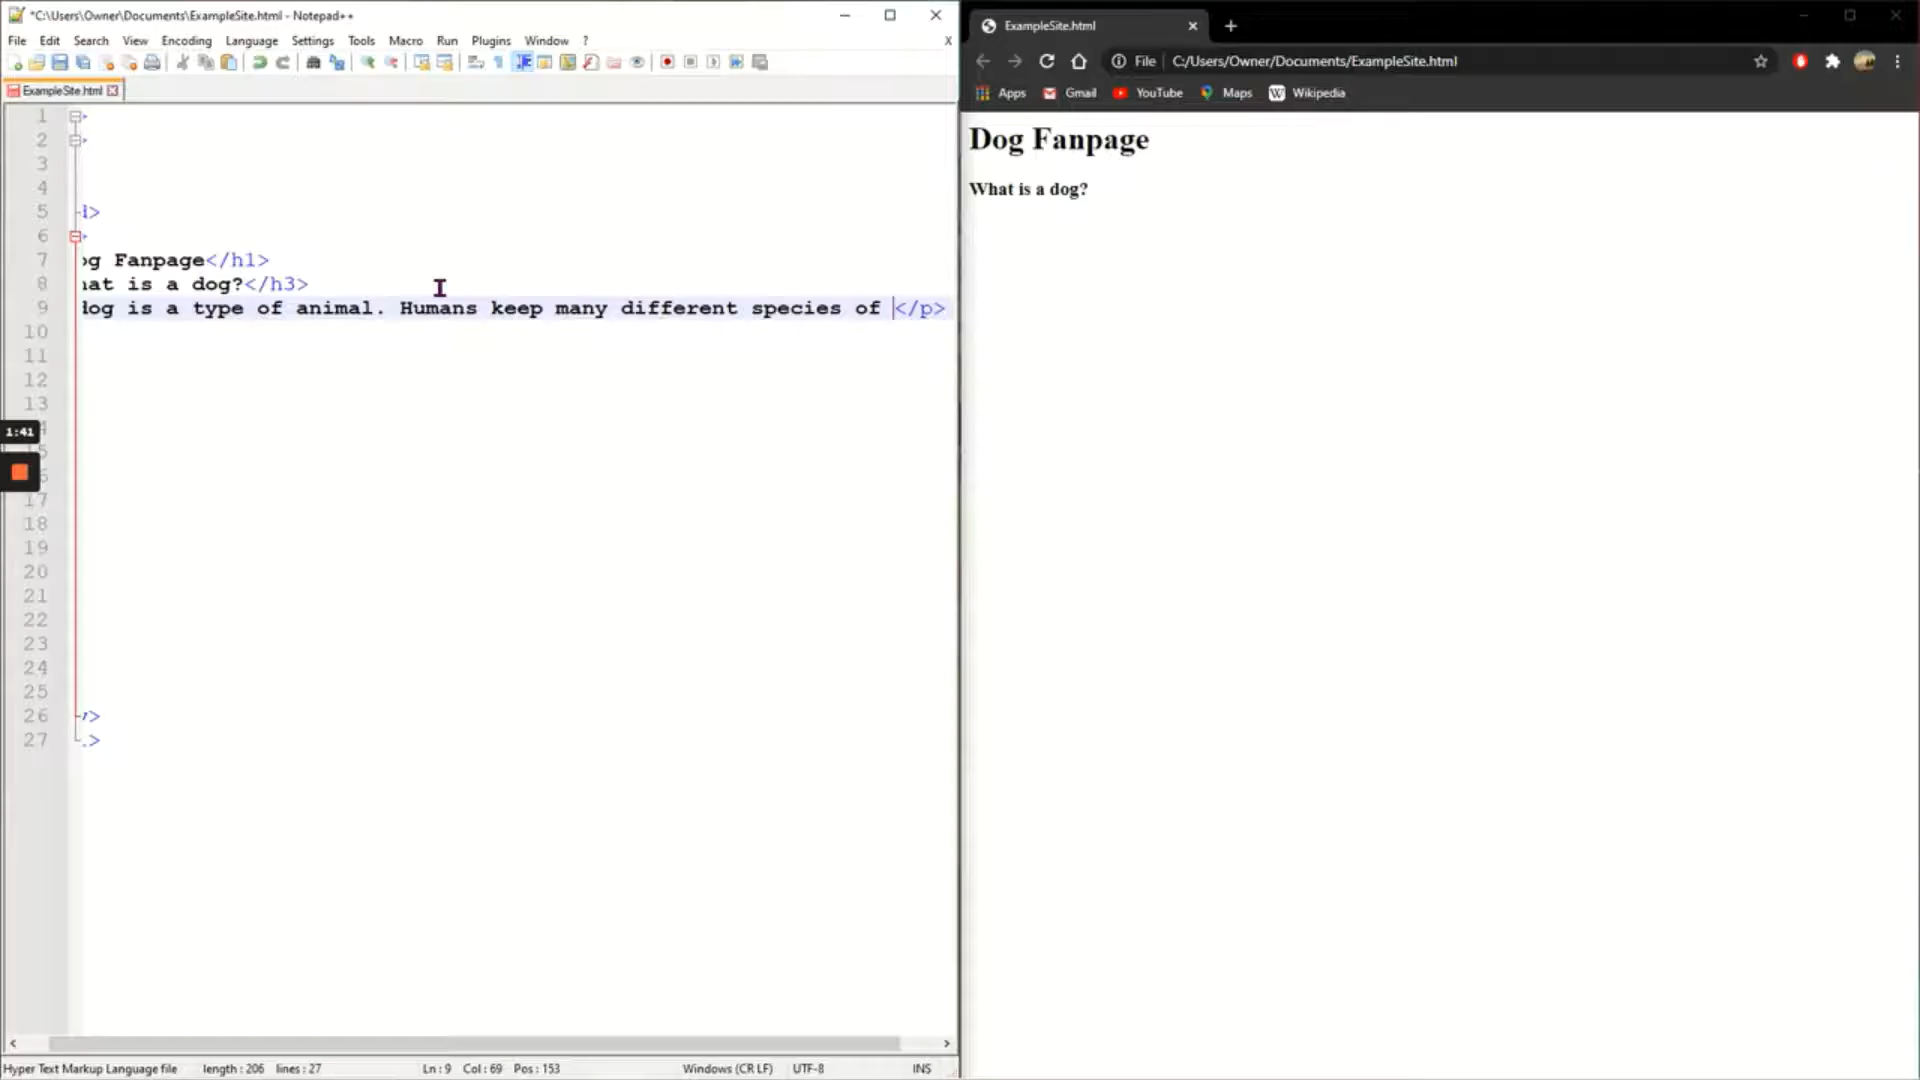 *C:\Users\Owner\Documents\ExampleSite.html - Notepad++
File Edit Search View Encoding Language Settings Tools Macro Run Plugins Window ? X
ExampleSite.html
1
2
3
4
5 d>
6
7 og Fanpage</h1>
8 hat is a dog?</h3>
9 dog is a type of animal. Humans keep many different species of </p>
10
11
12
13
1:41
17
18
19
20
21
22
23
24
25
26 y>
27 >
Hyper Text Markup Language file length : 206 lines : 27 Ln : 9 Col : 69 Pos : 153 Windows (CR LF) UTF-8 INS
ExampleSite.html
File C:/Users/Owner/Documents/ExampleSite.html
Apps Gmail YouTube Maps W Wikipedia
Dog Fanpage
What is a dog?